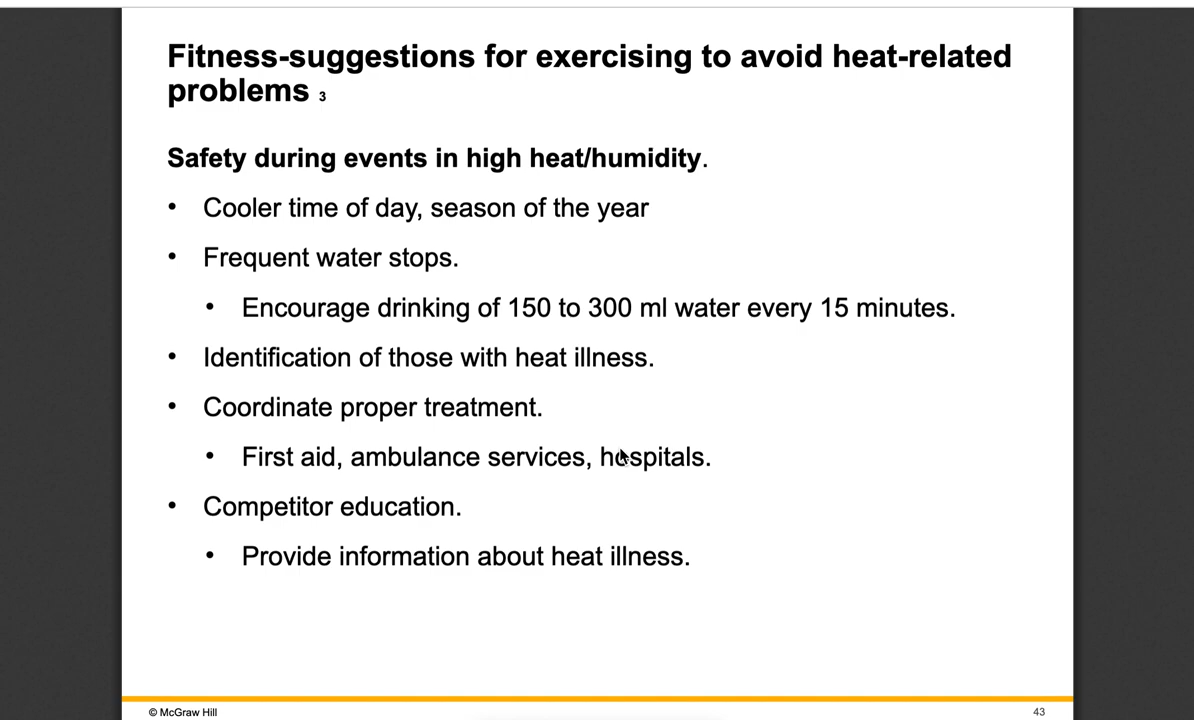 Fitness-suggestions for exercising to avoid heat-related
problems 3
Safety during events in high heat/humidity.
• Cooler time of day, season of the year
• Frequent water stops.
• Encourage drinking of 150 to 300 ml water every 15 minutes.
• Identification of those with heat illness.
• Coordinate proper treatment.
• First aid, ambulance services, hospitals.
• Competitor education.
• Provide information about heat illness.
© McGraw Hill
43